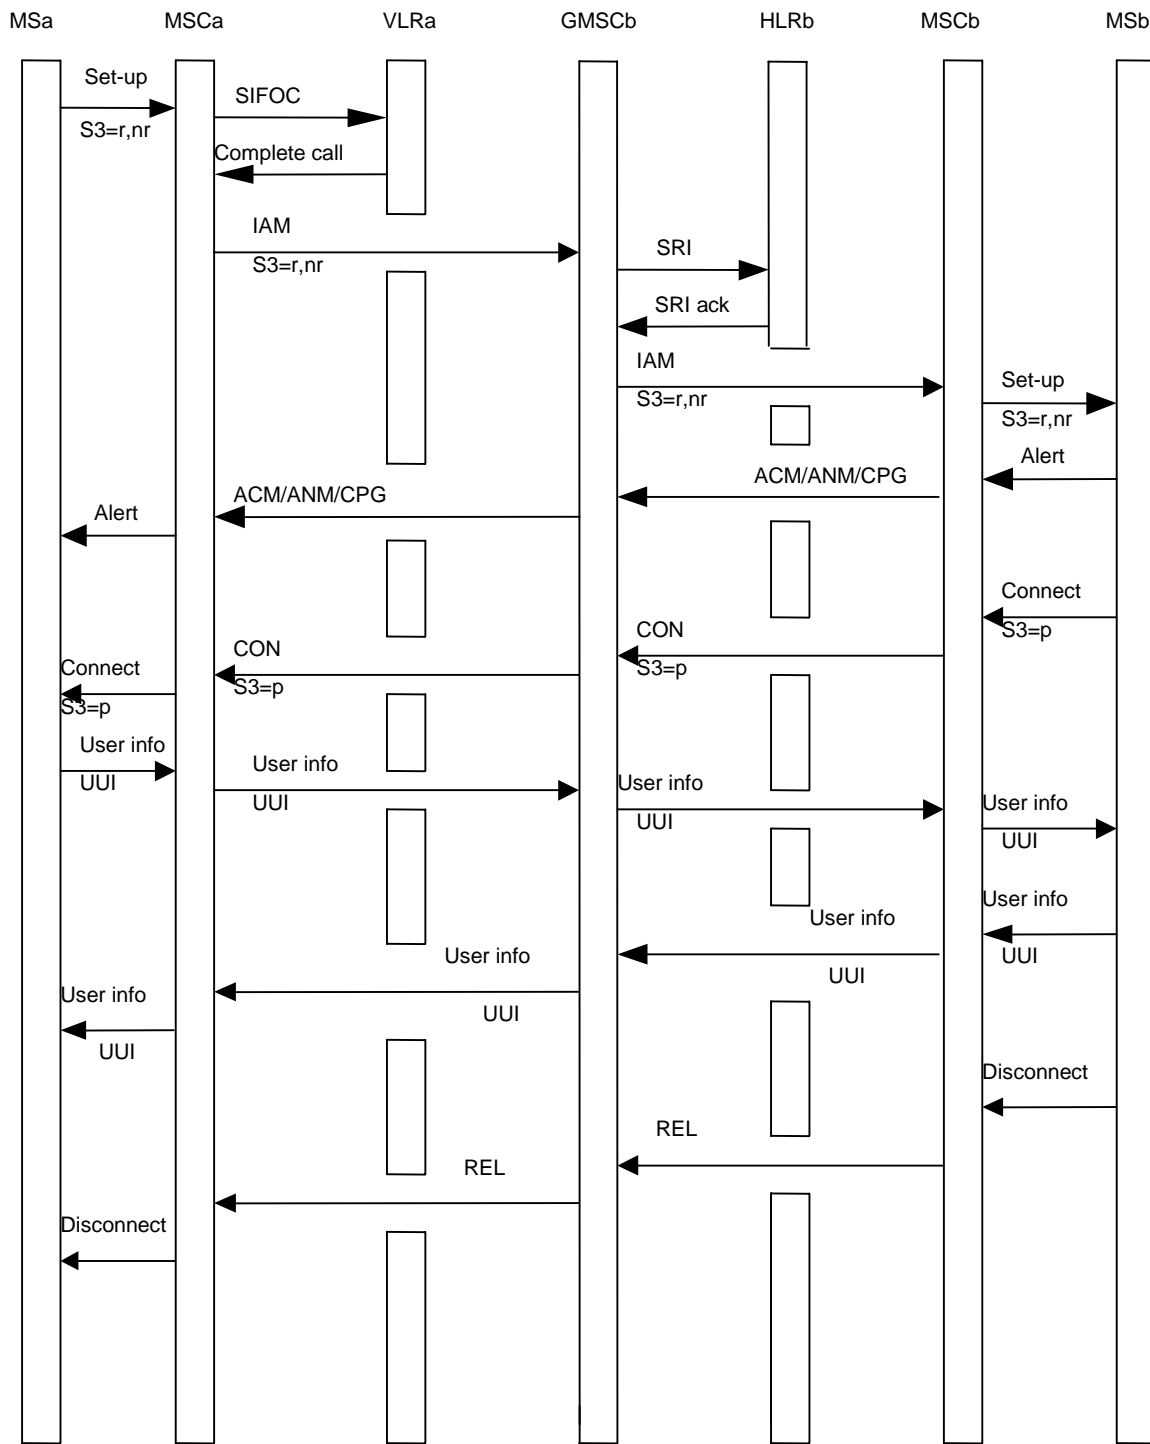 MSa MSCa VLRa GMSCb HLRb MSCb MSb
Set-up
S3=r,nr
SIFOC
Complete call
IAM
S3=r,nr
SRI
SRI ack
IAM
S3=r,nr
Set-up
S3=r,nr
Alert
ACM/ANM/CPG
ACM/ANM/CPG
Alert
Connect
S3=p
CON
S3=p
CON
S3=p
Connect
S3=p
User info
UUI
User info
UUI
User info
UUI
User info
UUI
User info
UUI
User info
UUI
User info
UUI
User info
UUI
Disconnect
REL
REL
Disconnect